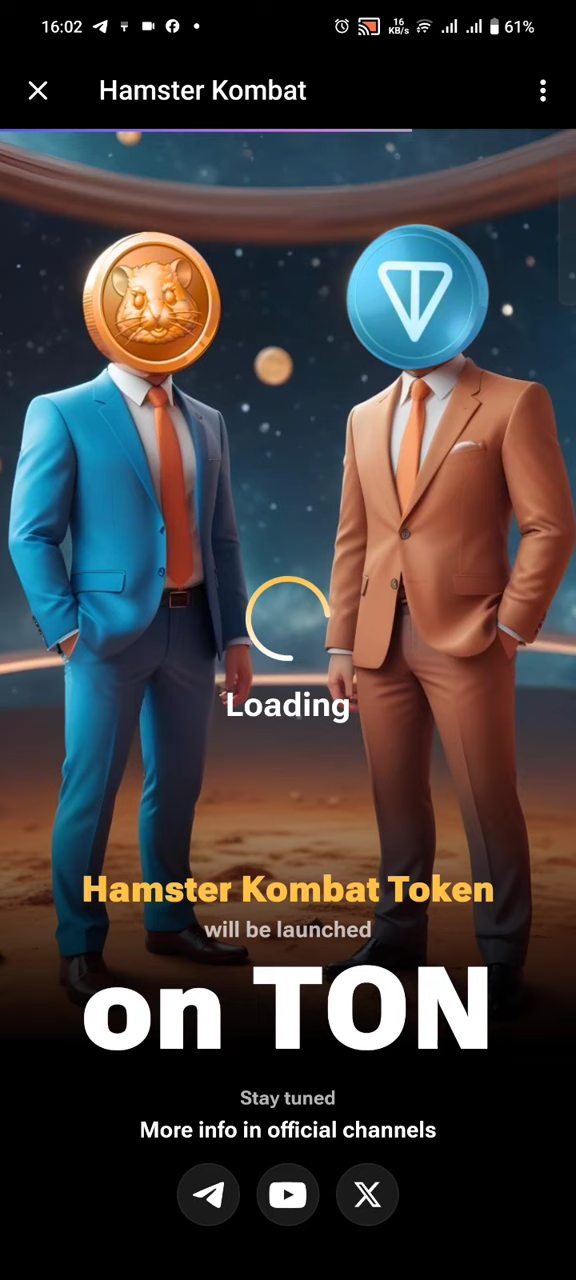 16:02
16
KB/s
61%
Hamster Kombat
Loading
Hamster Kombat Token
will be launched
on TON
Stay tuned
More info in official channels